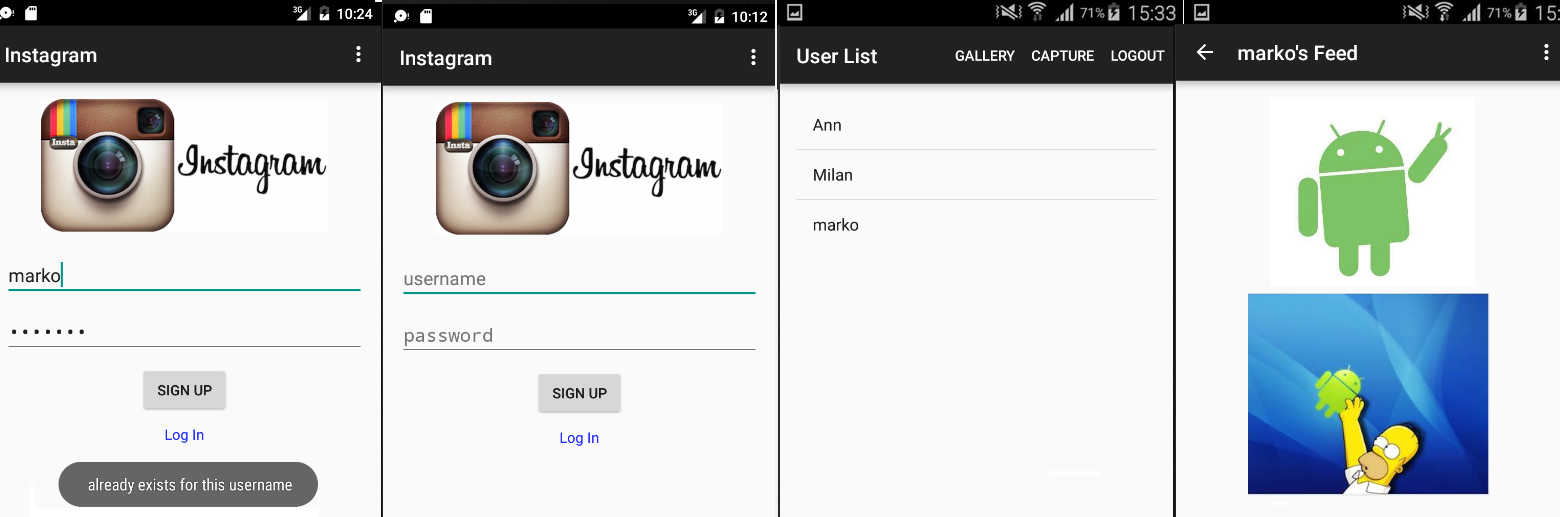 3G 10:24
Instagram
Insta
Instagram
marko
SIGN UP
Log In
already exists for this username
3G 10:12
Instagram
Insta
Instagram
username
password
SIGN UP
Log In
71% 15:33
User List GALLERY CAPTURE LOGOUT
Ann
Milan
marko
71% 15:
marko's Feed